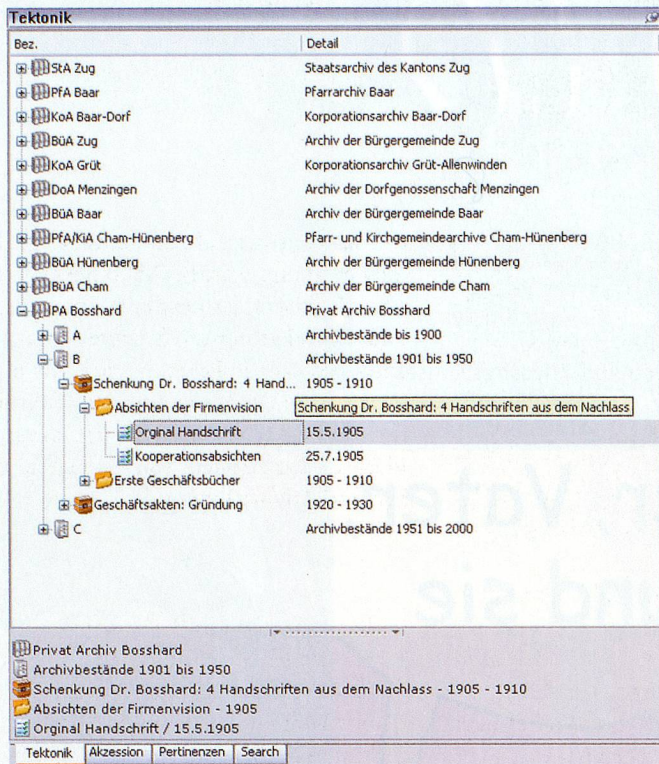 Tektonik
Bez. Detail
StA Zug Staatsarchiv des Kantons Zug
PfA Baar Pfarrarchiv Baar
KoA Baar-Dorf Korporationsarchiv Baar-Dorf
BüA Zug Archiv der Bürgergemeinde Zug
KoA Grüt Korporationsarchiv Grüt-Allenwinden
DoA Menzingen Archiv der Dorfgenossenschaft Menzingen
BüA Baar Archiv der Bürgergemeinde Baar
PfA/KiA Cham-Hünenberg Pfarr- und Kirchgemeindearchive Cham-Hünenberg
BüA Hünenberg Archiv der Bürgergemeinde Hünenberg
BüA Cham Archiv der Bürgergemeinde Cham
PA Bosshard Privat Archiv Bosshard
A Archivbestände bis 1900
B Archivbestände 1901 bis 1950
Schenkung Dr. Bosshard: 4 Hand... 1905 - 1910
Absichten der Firmenvision Schenkung Dr. Bosshard: 4 Handschriften aus dem Nachlass
Orginal Handschrift 15.5.1905
Kooperationsabsichten 25.7.1905
Erste Geschäftsbücher 1905 - 1910
Geschäftsakten: Gründung 1920 - 1930
C Archivbestände 1951 bis 2000
Privat Archiv Bosshard
Archivbestände 1901 bis 1950
Schenkung Dr. Bosshard: 4 Handschriften aus dem Nachlass - 1905 - 1910
Absichten der Firmenvision - 1905
Orginal Handschrift / 15.5.1905
Tektonik Akzession Pertinenzen Search